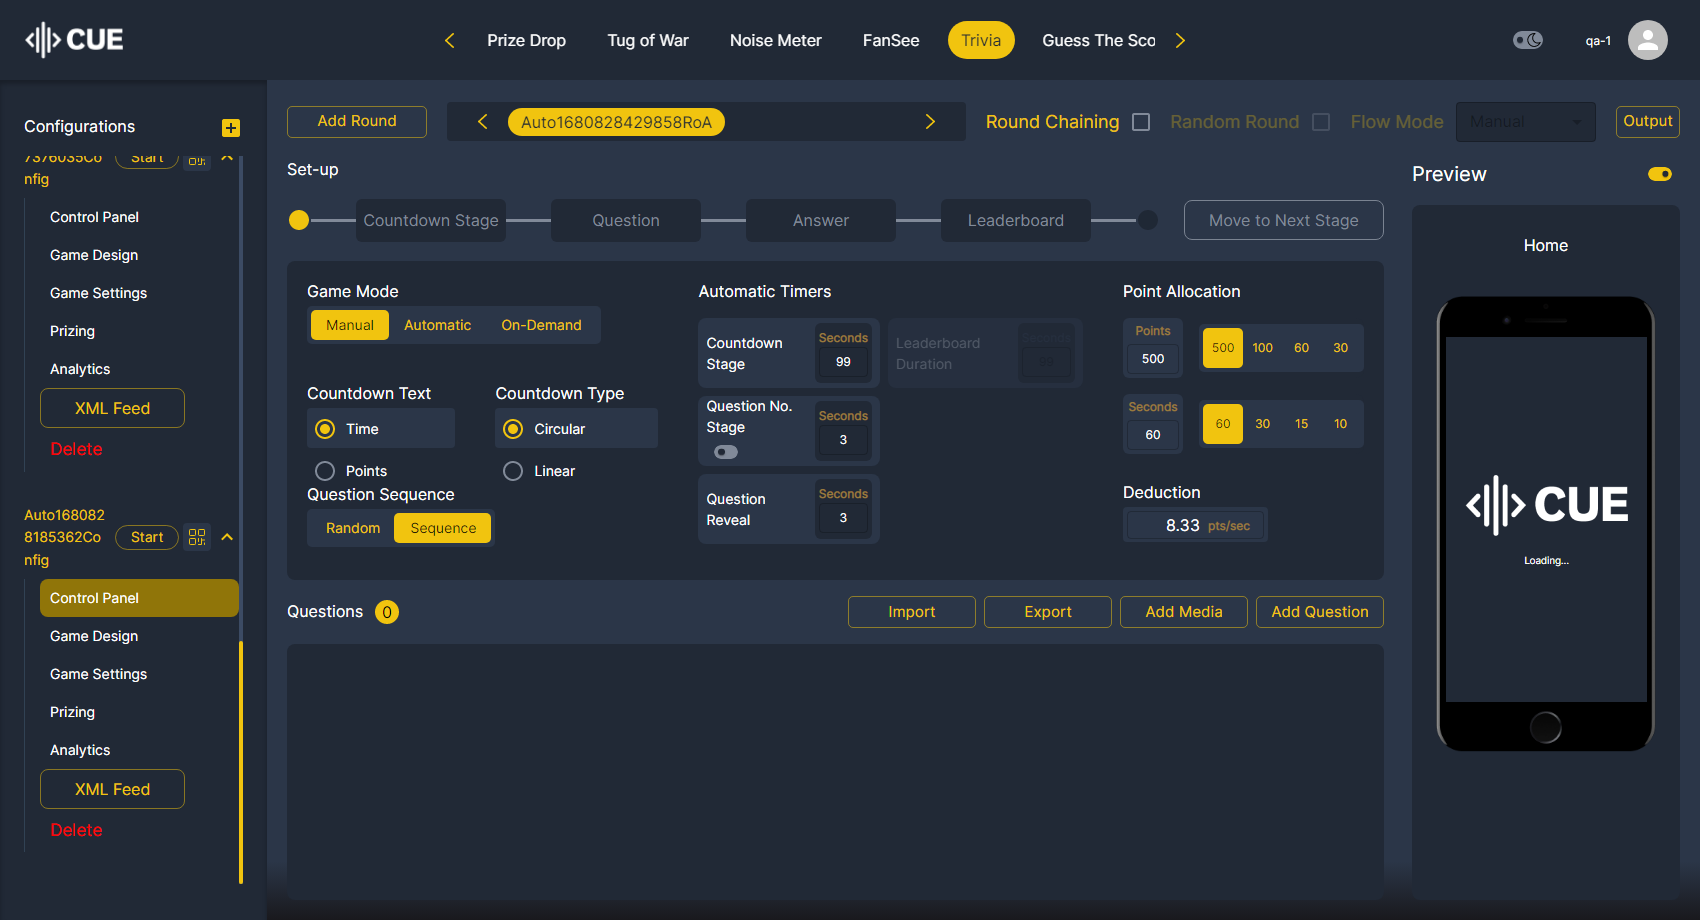 CUE
Prize Drop
Tug of War
Noise Meter
FanSee
Trivia
Guess The Sco
qa-1
Configurations
7376035Co
nfig
Start
Control Panel
Game Design
Game Settings
Prizing
Analytics
XML Feed
Delete
Auto168082
8185362Co
nfig
Start
Control Panel
Game Design
Game Settings
Prizing
Analytics
XML Feed
Delete
Add Round
Auto1680828429858RoA
Round Chaining
Random Round
Flow Mode
Manual
Output
Set-up
Countdown Stage
Question
Answer
Leaderboard
Move to Next Stage
Game Mode
Manual
Automatic
On-Demand
Countdown Text
Time
Points
Countdown Type
Circular
Linear
Question Sequence
Random
Sequence
Automatic Timers
Countdown
Stage
Seconds
99
Leaderboard
Duration
Seconds
Question No.
Stage
Seconds
3
Question
Reveal
Seconds
3
Point Allocation
Points
500
500
100
60
30
Seconds
60
60
30
15
10
Deduction
8.33 pts/sec
Questions 0
Import
Export
Add Media
Add Question
Preview
Home
CUE
Loading...